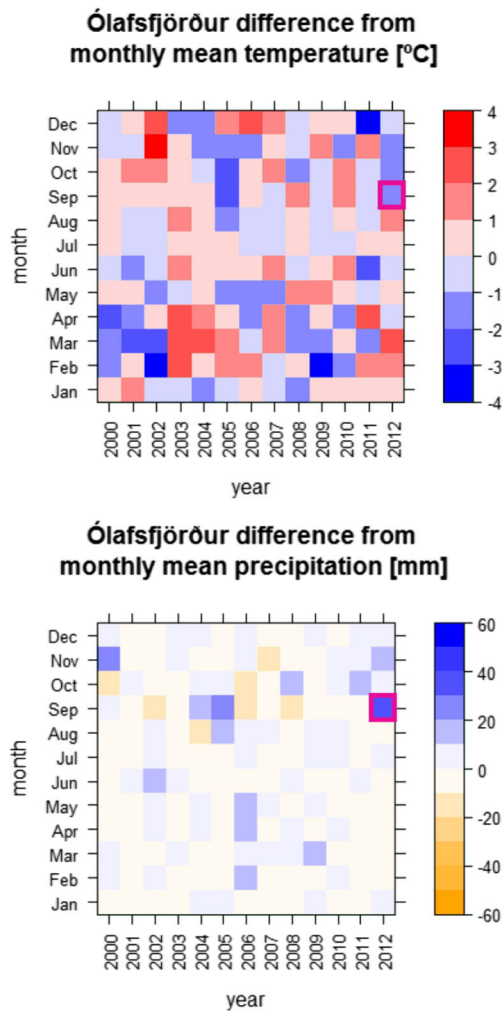 Ólafsfjörður difference from
monthly mean temperature [ºC]
Dec
Nov
Oct
Sep
Aug
Jul
Jun
May
Apr
Mar
Feb
Jan
month
2000
2001
2002
2003
2004
2005
2006
2007
2008
2009
2010
2011
2012
year
4
3
2
1
0
-1
-2
-3
-4
Ólafsfjörður difference from
monthly mean precipitation [mm]
Dec
Nov
Oct
Sep
Aug
Jul
Jun
May
Apr
Mar
Feb
Jan
month
2000
2001
2002
2003
2004
2005
2006
2007
2008
2009
2010
2011
2012
year
60
40
20
0
-20
-40
-60